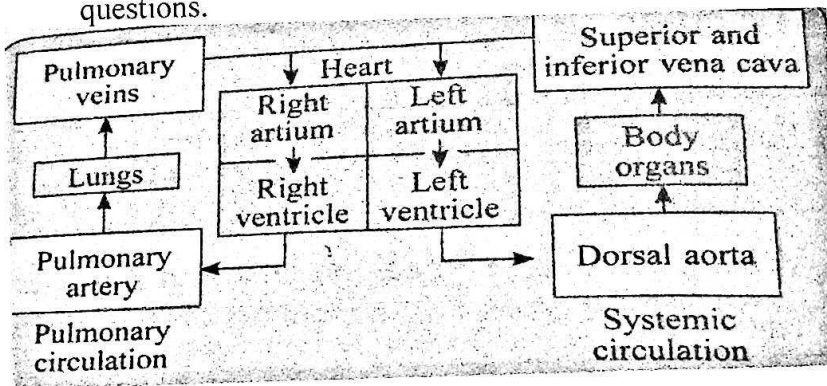 questions.
Pulmonary
veins
Lungs
Pulmonary
artery
Pulmonary
circulation
Heart
Right
artium
Left
artium
Right
ventricle
Left
ventricle
Superior and
inferior vena cava
Body
organs
Dorsal aorta
Systemic
circulation